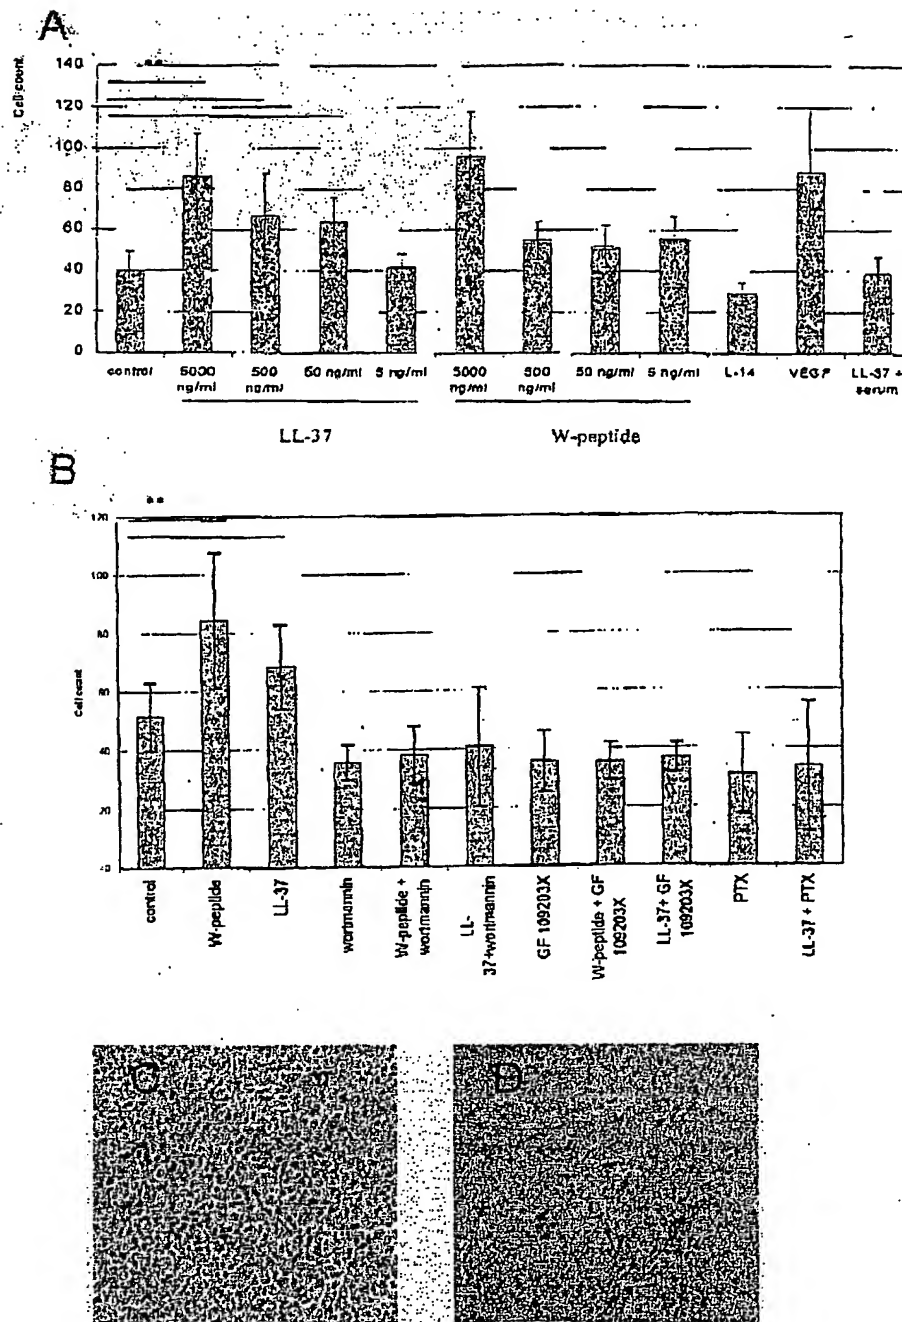 A
Cell count
**
140
120
100
80
60
40
20
0
control 5000 500 50 ng/ml 5 ng/ml 5000 500 50 ng/ml 5 ng/ml L-14 VEGF LL-37 +
ng/ml ng/ml ng/ml ng/ml serum
LL-37 W-peptide
B
**
Cell count
120
100
80
60
40
20
control
W-peptide
LL-37
wortmannin
W-peptide +
wortmannin
LL-
37+wortmannin
GF 109203X
W-peptide + GF
109203X
LL-37+ GF
109203X
PTX
LL-37 + PTX
C D